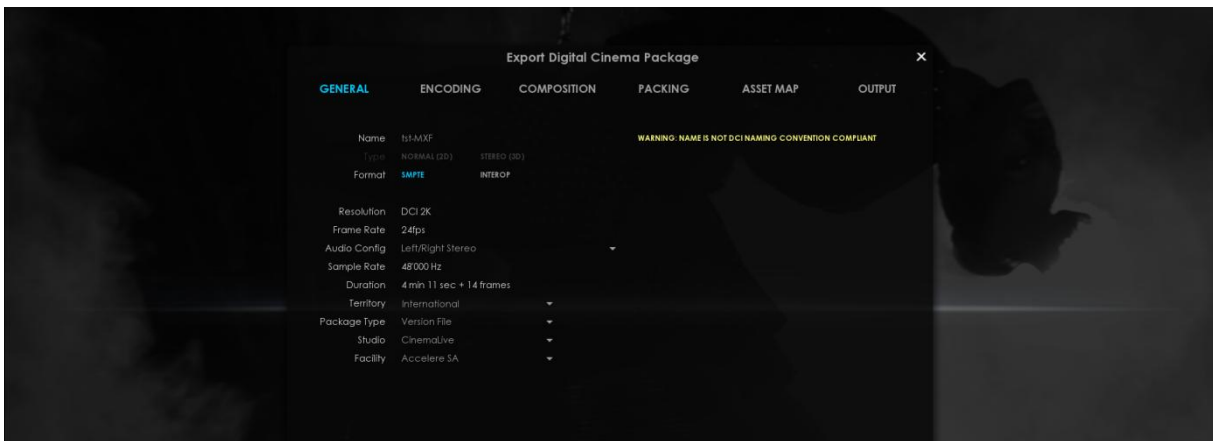 Export Digital Cinema Package ×
GENERAL ENCODING COMPOSITION PACKING ASSET MAP OUTPUT
Name tst-MXF WARNING: NAME IS NOT DCI NAMING CONVENTION COMPLIANT
Type NORMAL (2D) STEREO (3D)
Format SMPTE INTEROP
Resolution DCI 2K
Frame Rate 24fps
Audio Config Left/Right Stereo
Sample Rate 48'000 Hz
Duration 4 min 11 sec + 14 frames
Territory International
Package Type Version File
Studio CinemaLive
Facility Accelere SA